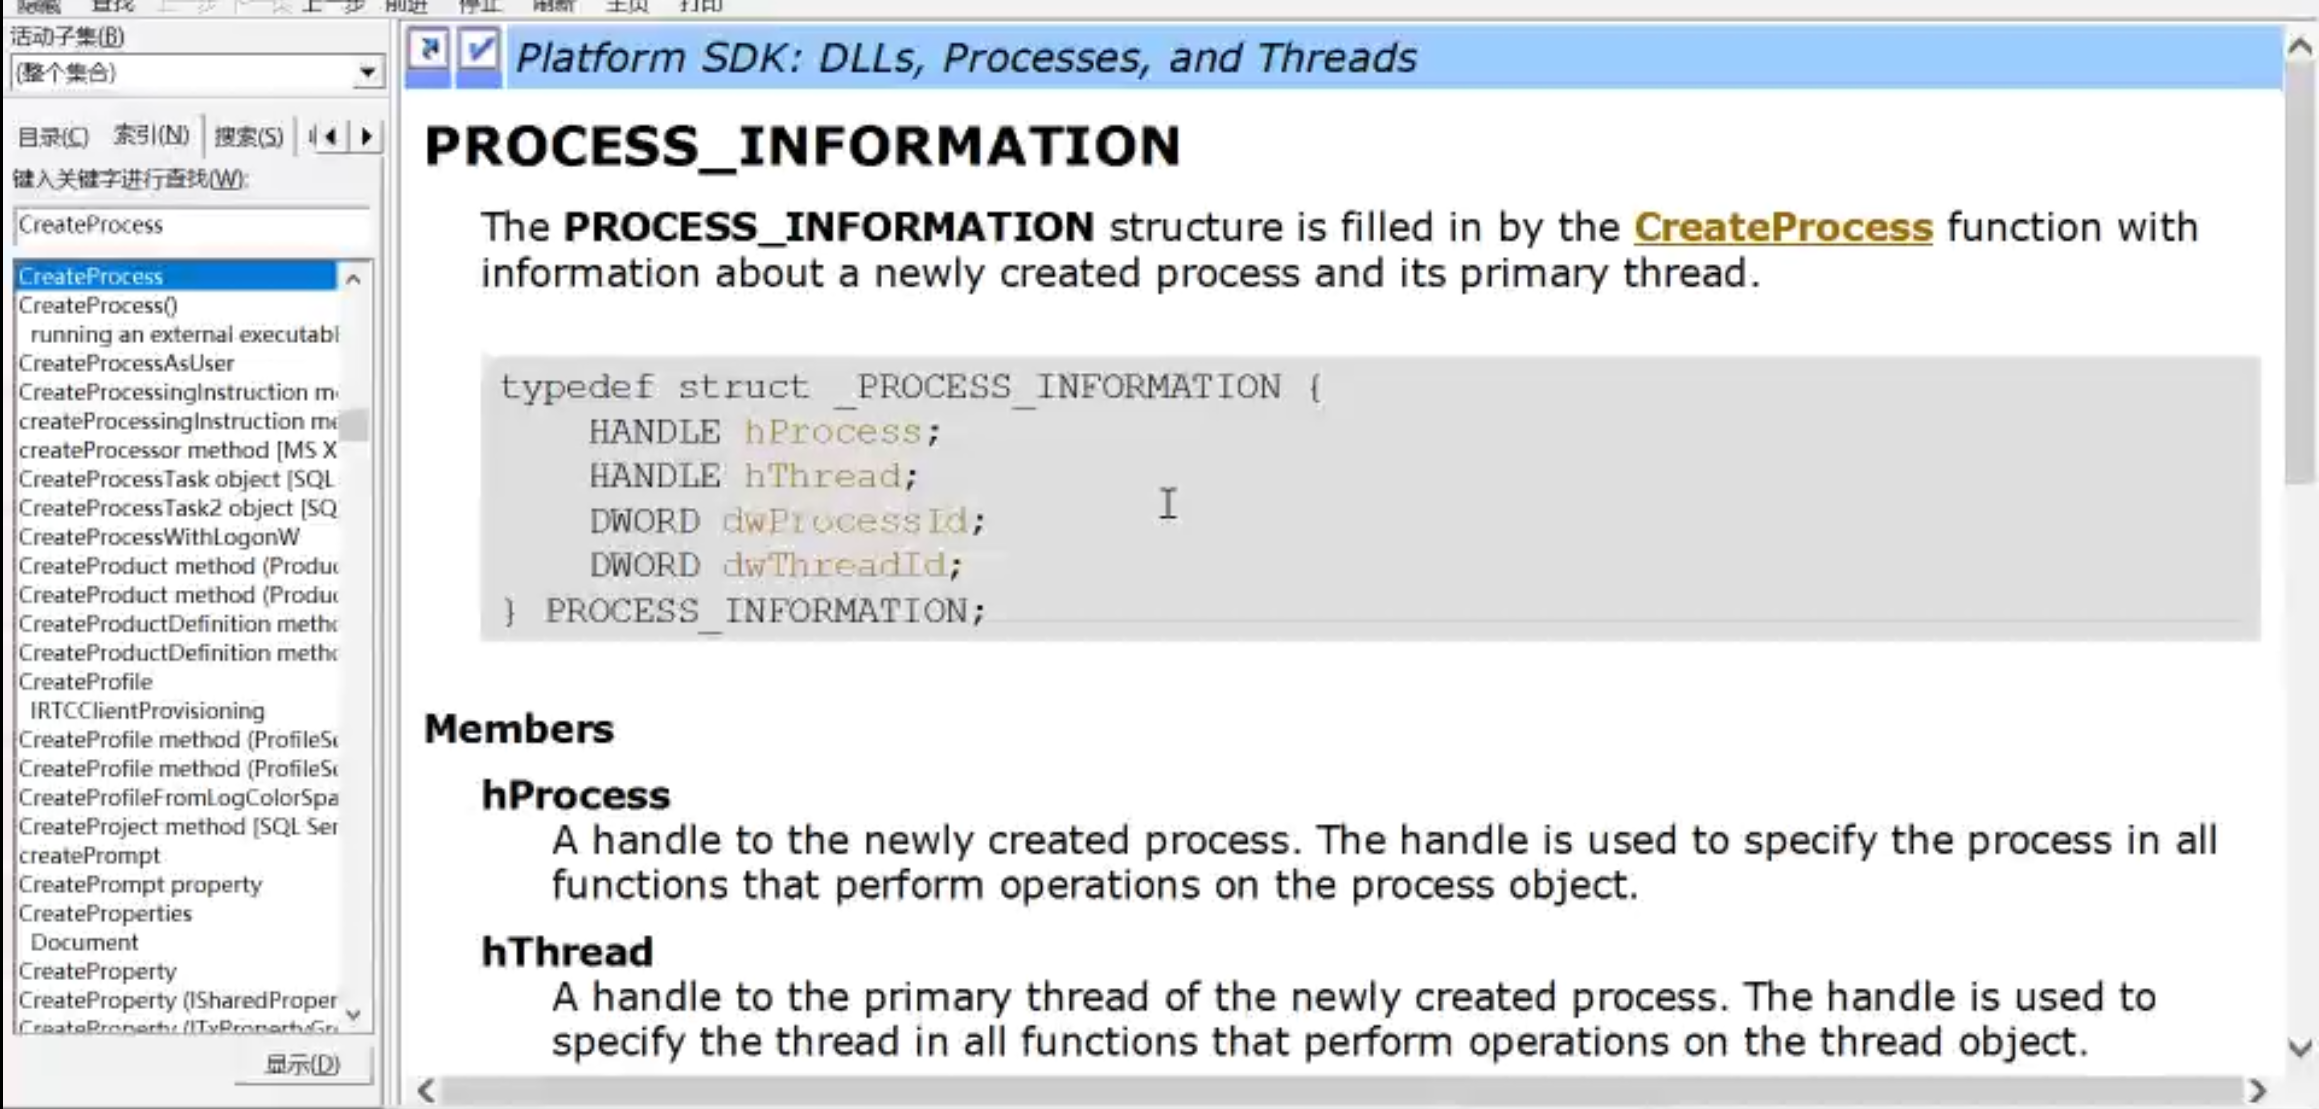 隐藏 查找 上一步 下一步 上一步 前进 停止 刷新 主页 打印
活动子集(B)
(整个集合)
目录(C) 索引(N) 搜索(S)
键入关键字进行查找(W):
CreateProcess
CreateProcess
CreateProcess()
running an external executabl
CreateProcessAsUser
CreateProcessingInstruction m
createProcessingInstruction me
createProcessor method [MS X
CreateProcessTask object [SQL
CreateProcessTask2 object [SQ
CreateProcessWithLogonW
CreateProduct method (Produc
CreateProduct method (Produc
CreateProductDefinition metho
CreateProductDefinition metho
CreateProfile
IRTCClientProvisioning
CreateProfile method (ProfileSe
CreateProfile method (ProfileSe
CreateProfileFromLogColorSpa
CreateProject method [SQL Ser
createPrompt
CreatePrompt property
CreateProperties
Document
CreateProperty
CreateProperty (ISharedProper
CreateProperty (ITxPropertyGr
显示(D)
Platform SDK: DLLs, Processes, and Threads
PROCESS_INFORMATION
The PROCESS_INFORMATION structure is filled in by the CreateProcess function with
information about a newly created process and its primary thread.
typedef struct _PROCESS_INFORMATION {
HANDLE hProcess;
HANDLE hThread;
DWORD dwProcessId;
DWORD dwThreadId;
} PROCESS_INFORMATION;
Members
hProcess
A handle to the newly created process. The handle is used to specify the process in all
functions that perform operations on the process object.
hThread
A handle to the primary thread of the newly created process. The handle is used to
specify the thread in all functions that perform operations on the thread object.